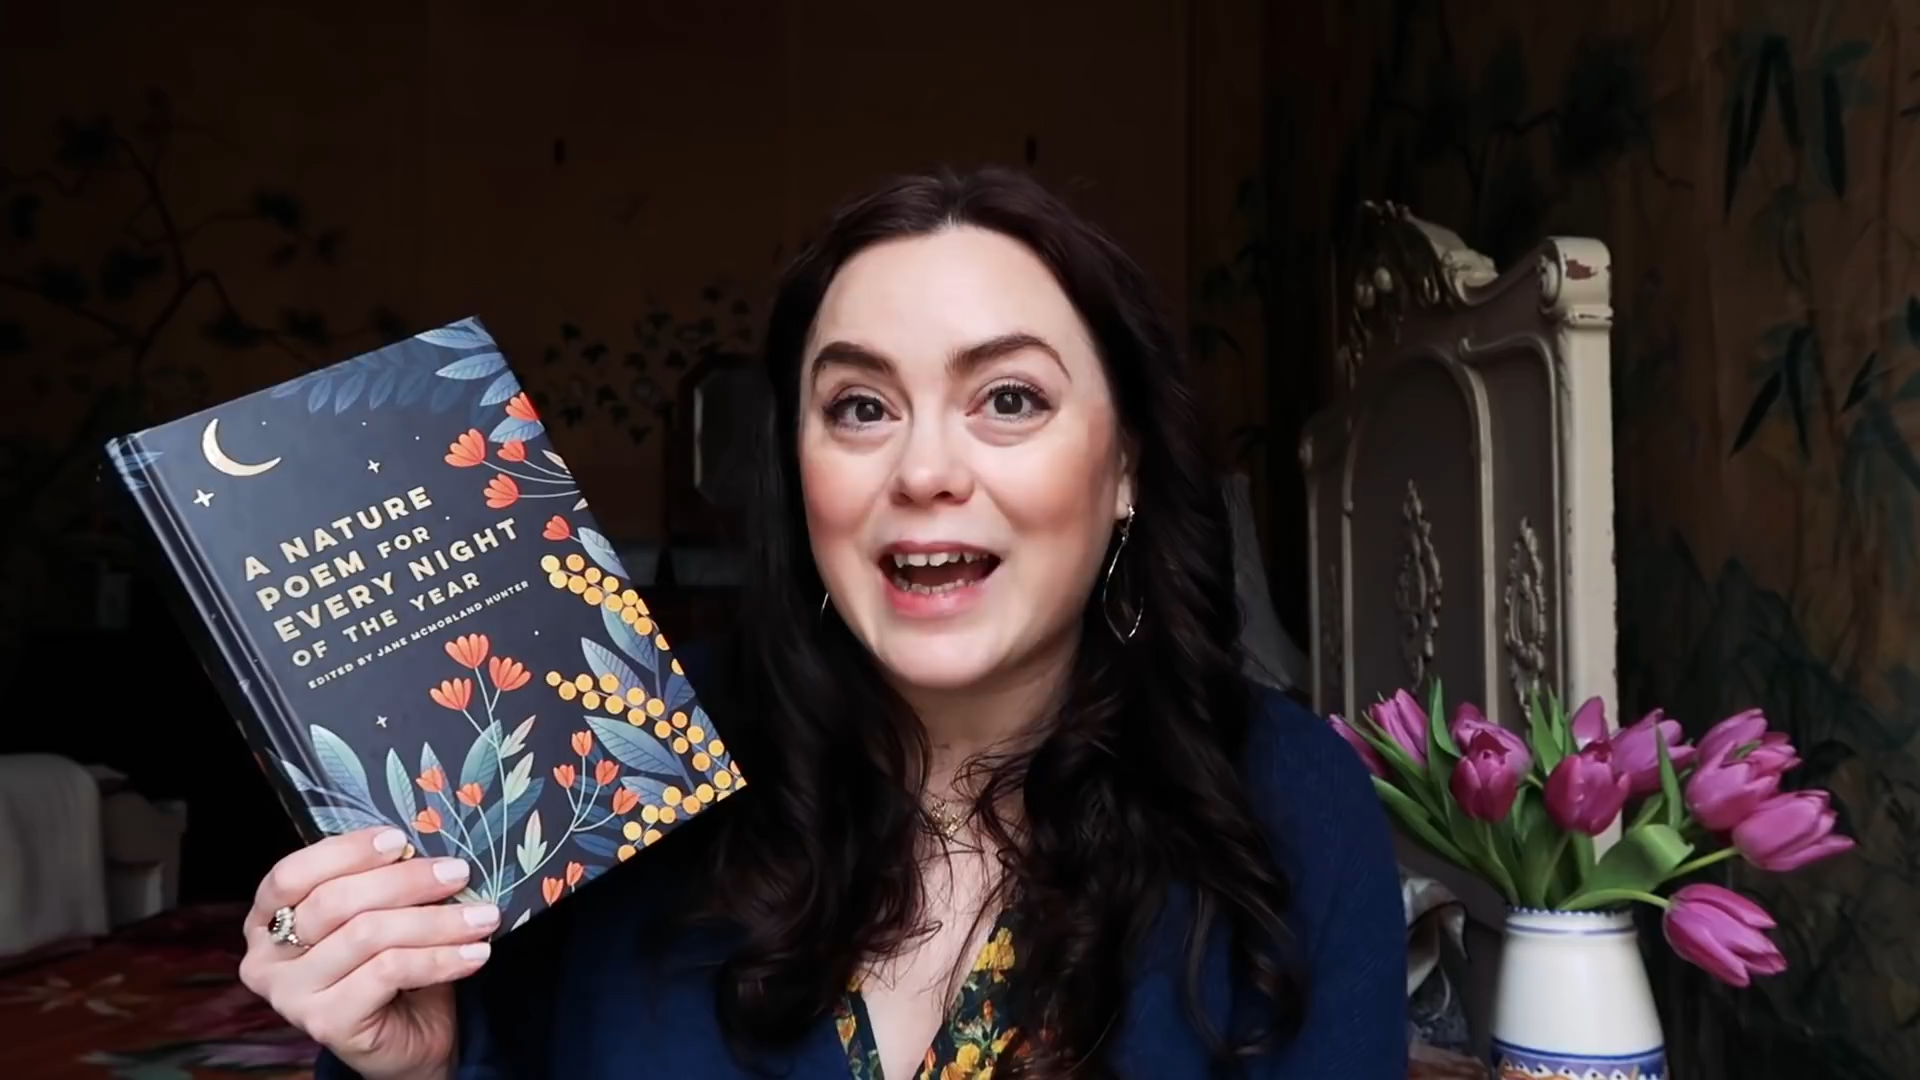 A NATURE
POEM FOR
EVERY NIGHT
OF THE YEAR
EDITED BY JANE MCMORLAND HUNTER